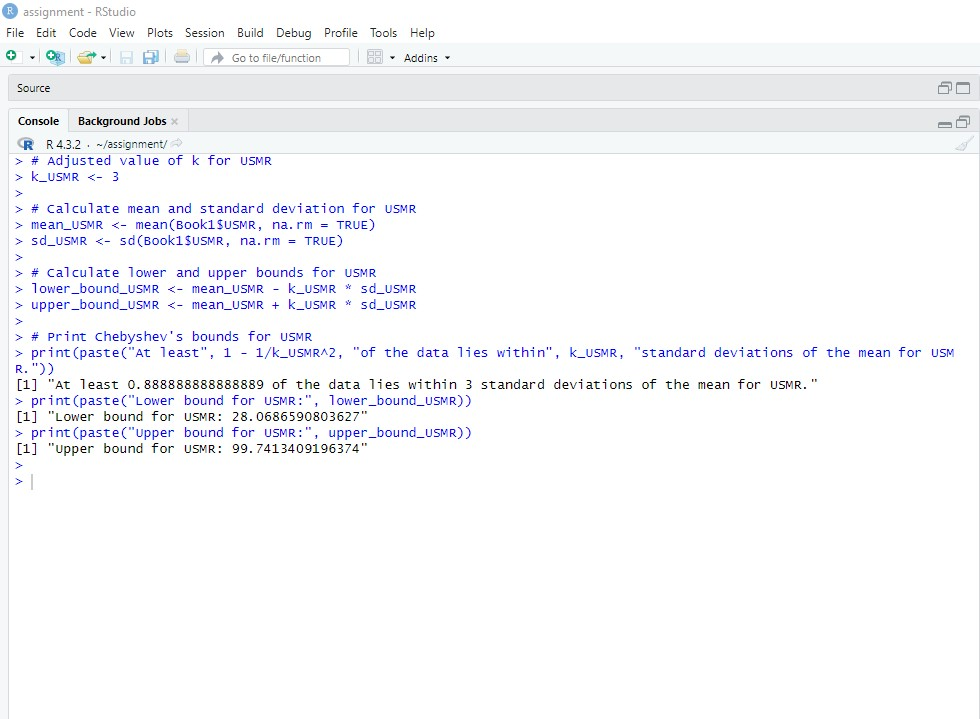 assignment - RStudio
File Edit Code View Plots Session Build Debug Profile Tools Help
Go to file/function Addins
Source
Console Background Jobs
R 4.3.2 · ~/assignment/
> # Adjusted value of k for USMR
> k_USMR <- 3
>
> # Calculate mean and standard deviation for USMR
> mean_USMR <- mean(Book1$USMR, na.rm = TRUE)
> sd_USMR <- sd(Book1$USMR, na.rm = TRUE)
>
> # Calculate lower and upper bounds for USMR
> lower_bound_USMR <- mean_USMR - k_USMR * sd_USMR
> upper_bound_USMR <- mean_USMR + k_USMR * sd_USMR
>
> # Print Chebyshev's bounds for USMR
> print(paste("At least", 1 - 1/k_USMR^2, "of the data lies within", k_USMR, "standard deviations of the mean for USM
R."))
[1] "At least 0.888888888888889 of the data lies within 3 standard deviations of the mean for USMR."
> print(paste("Lower bound for USMR:", lower_bound_USMR))
[1] "Lower bound for USMR: 28.0686590803627"
> print(paste("Upper bound for USMR:", upper_bound_USMR))
[1] "Upper bound for USMR: 99.7413409196374"
>
>